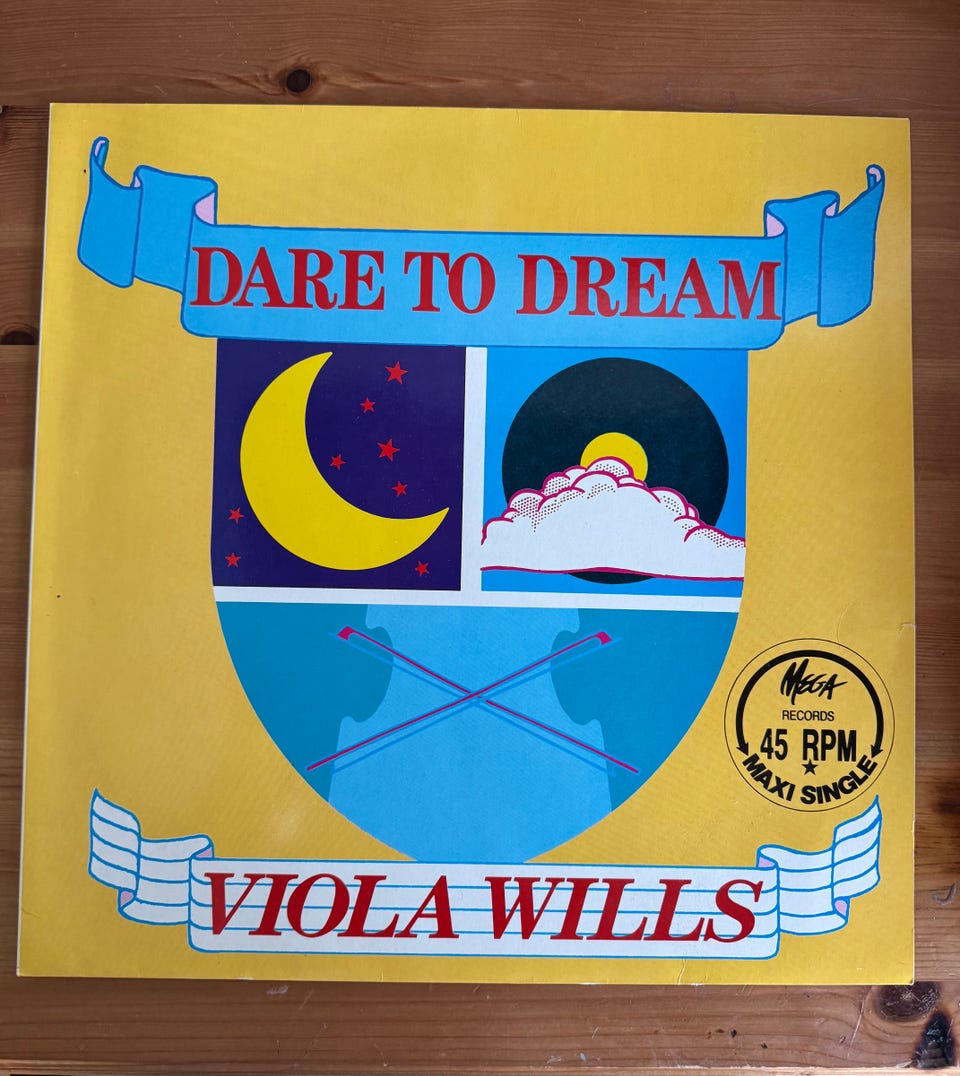 DARE TO DREAM
MEGA
RECORDS
45 RPM
MAXI SINGLE
VIOLA WILLS